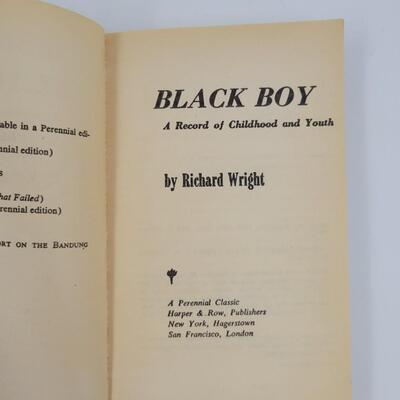 able in a Perennial edi-
nnial edition)
s
hat Failed)
rennial edition)
ORT ON THE BANDUNG
BLACK BOY
A Record of Childhood and Youth
by Richard Wright
A Perennial Classic
Harper & Row, Publishers
New York, Hagerstown
San Francisco, London